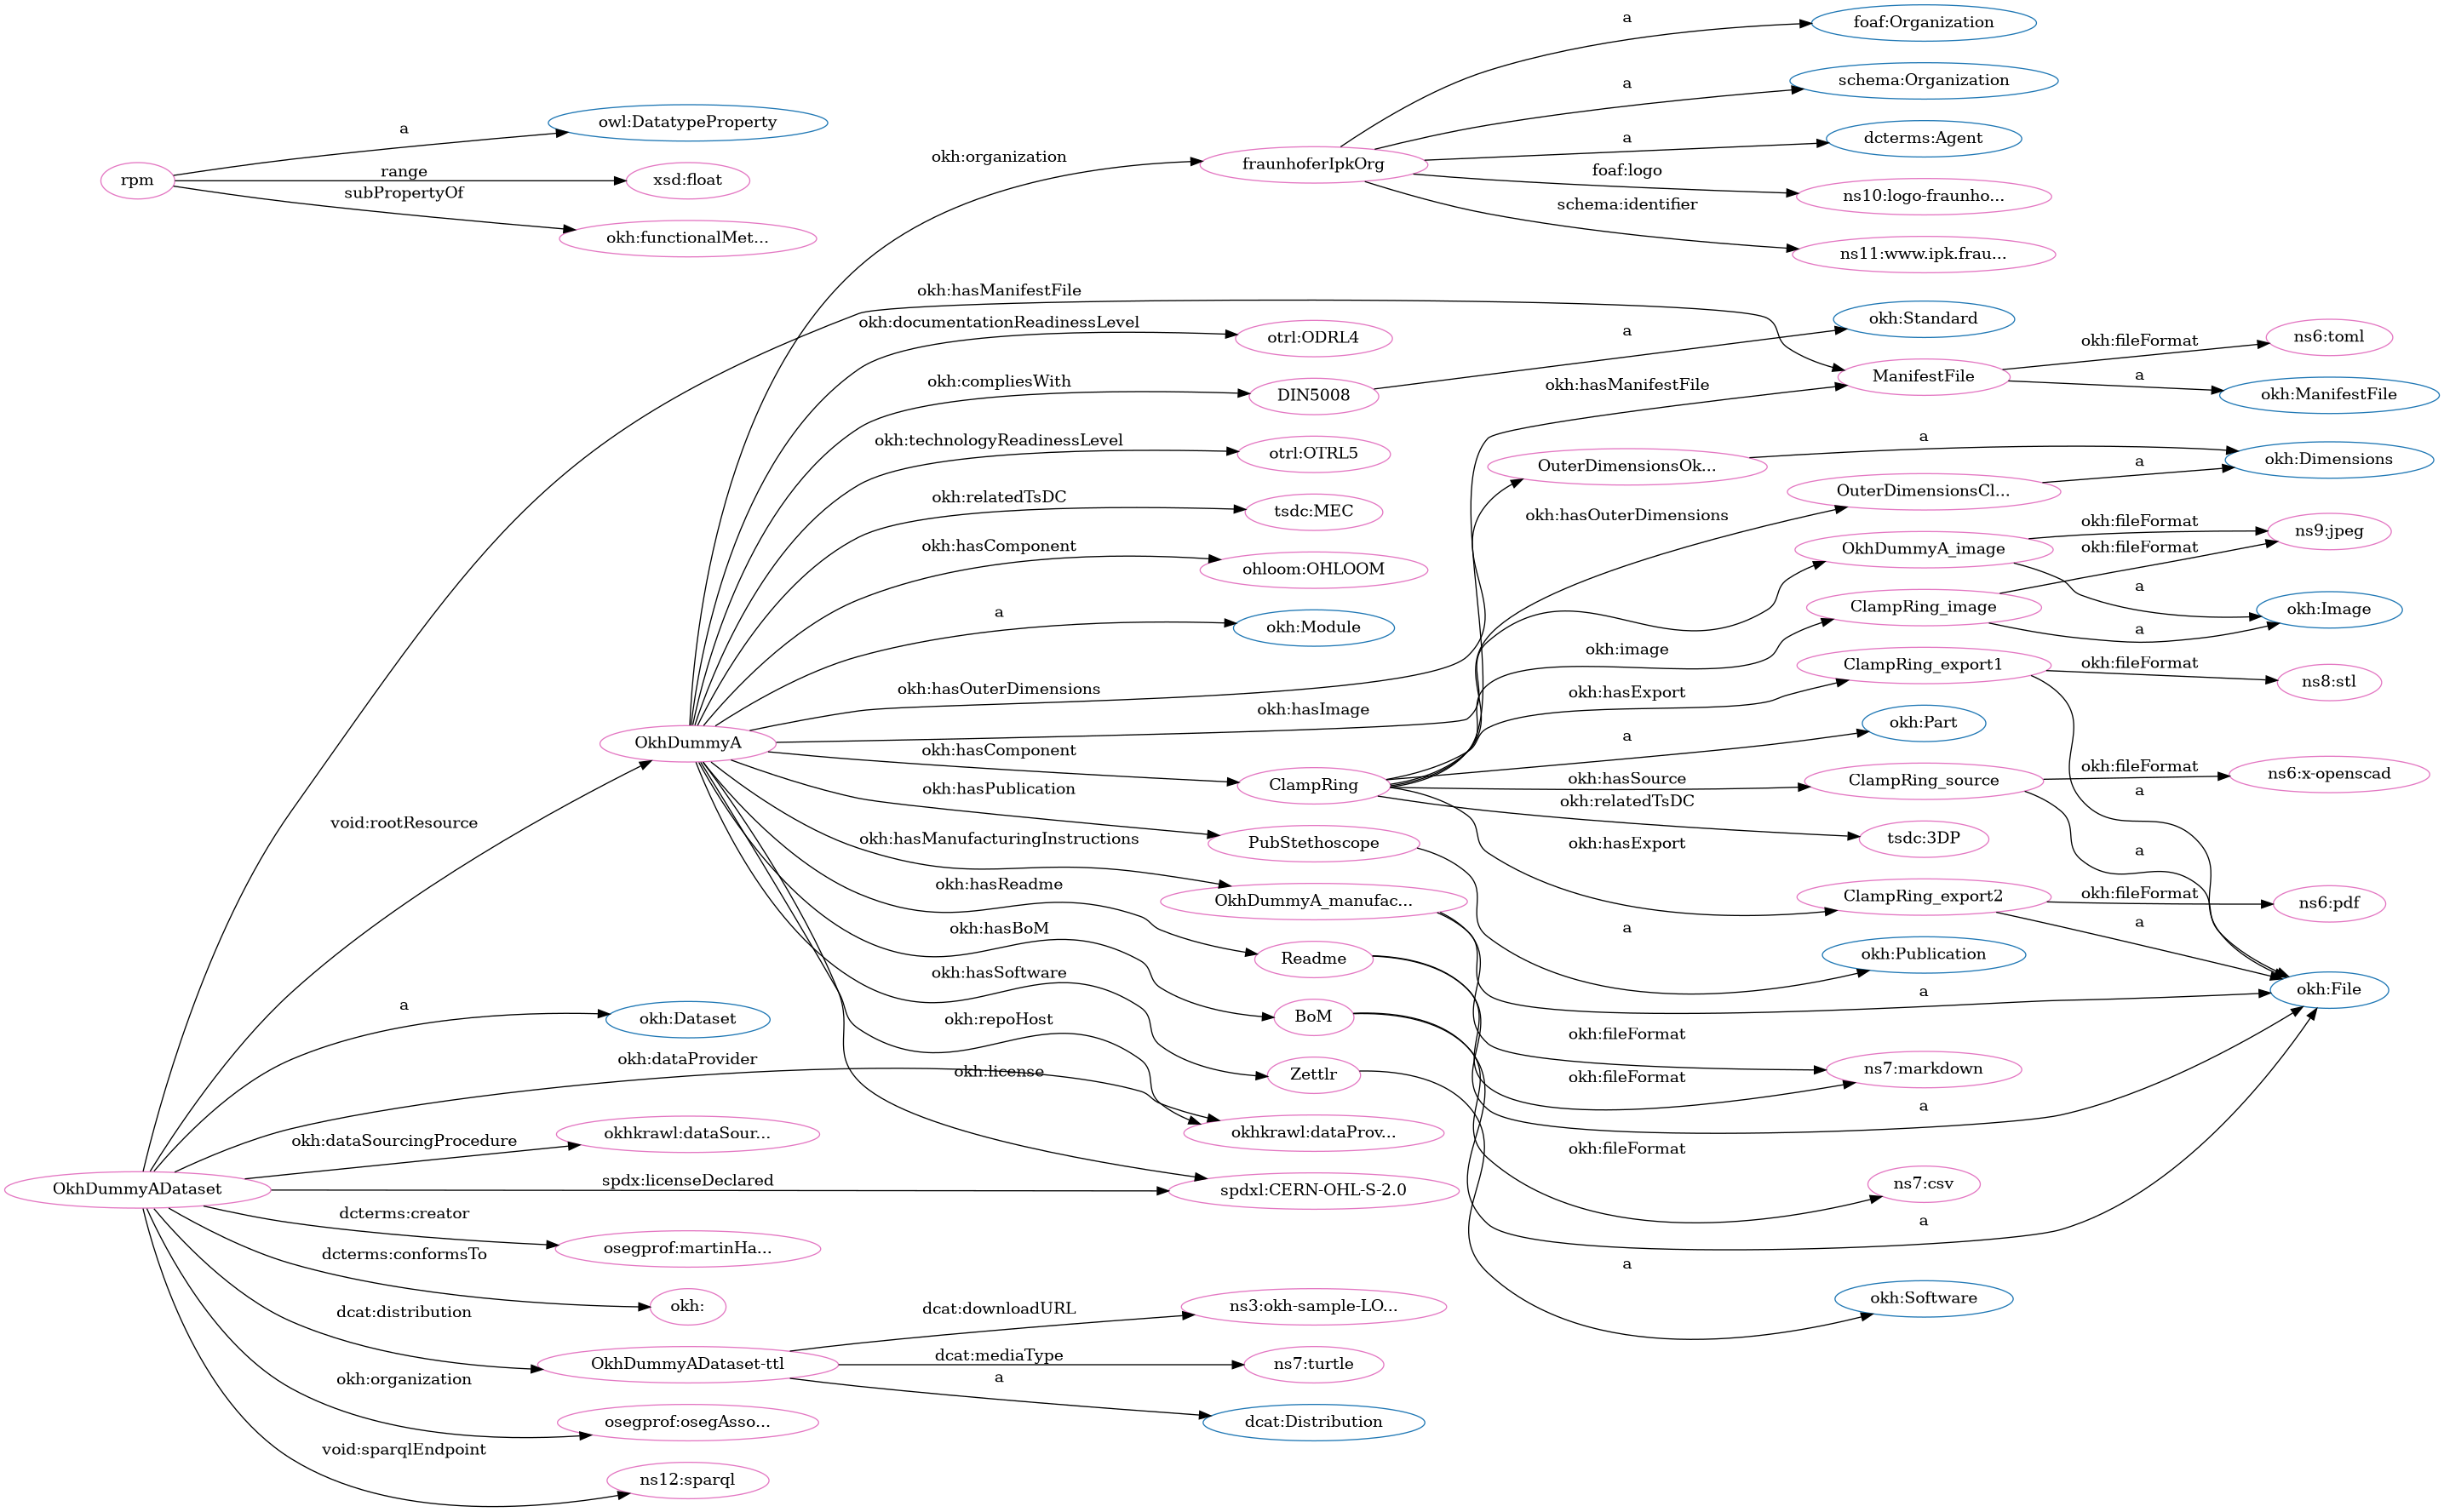 a
foaf:Organization
a
schema:Organization
owl:DatatypeProperty
a
a
dcterms:Agent
okh:organization
fraunhoferIpkOrg
rpm
range
xsd:float
foaf:logo
ns10:logo-fraunho...
subPropertyOf
schema:identifier
okh:functionalMet...
ns11:www.ipk.frau...
okh:hasManifestFile
okh:documentationReadinessLevel
otrl:ODRL4
a
okh:Standard
okh:fileFormat
ns6:toml
okh:compliesWith
DIN5008
okh:hasManifestFile
ManifestFile
a
okh:ManifestFile
okh:technologyReadinessLevel
otrl:OTRL5
OuterDimensionsOk...
a
okh:Dimensions
okh:relatedTsDC
tsdc:MEC
okh:hasOuterDimensions
OuterDimensionsCl...
a
okh:hasComponent
ohloom:OHLOOM
OkhDummyA_image
okh:fileFormat
ns9:jpeg
okh:fileFormat
a
okh:Module
ClampRing_image
a
okh:Image
a
okh:image
ClampRing_export1
okh:fileFormat
ns8:stl
okh:hasOuterDimensions
okh:hasImage
okh:hasExport
OkhDummyA
okh:hasComponent
ClampRing
a
okh:Part
okh:hasSource
ClampRing_source
okh:fileFormat
ns6:x-openscad
a
okh:hasPublication
okh:relatedTsDC
void:rootResource
okh:hasManufacturingInstructions
PubStethoscope
okh:hasExport
tsdc:3DP
a
okh:hasReadme
OkhDummyA_manufac...
ClampRing_export2
okh:fileFormat
ns6:pdf
okh:hasBoM
a
a
Readme
okh:Publication
okh:hasSoftware
a
okh:File
a
okh:Dataset
okh:repoHost
BoM
okh:fileFormat
okh:dataProvider
okh:license
Zettlr
okh:fileFormat
ns7:markdown
a
okh:dataSourcingProcedure
okhkrawl:dataSour...
okhkrawl:dataProv...
okh:fileFormat
OkhDummyADataset
spdx:licenseDeclared
spdxl:CERN-OHL-S-2.0
ns7:csv
dcterms:creator
a
osegprof:martinHa...
dcterms:conformsTo
a
okh:
dcat:downloadURL
ns3:okh-sample-LO...
okh:Software
dcat:distribution
OkhDummyADataset-ttl
dcat:mediaType
ns7:turtle
okh:organization
a
osegprof:osegAsso...
dcat:Distribution
void:sparqlEndpoint
ns12:sparql